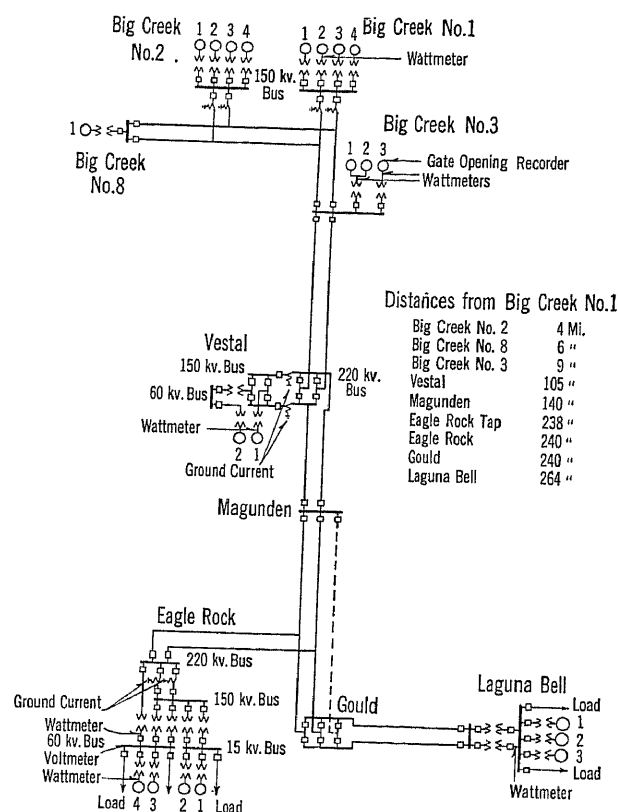 Big Creek
No.2
1 2 3 4
Big Creek No.1
1 2 3 4
Wattmeter
150 kv.
Bus
1
Big Creek
No.8
Big Creek No.3
1 2 3
Gate Opening Recorder
Wattmeters
Distances from Big Creek No.1
Big Creek No. 2 4 Mi.
Big Creek No. 8 6 "
Big Creek No. 3 9 "
Vestal 105 "
Magunden 140 "
Eagle Rock Tap 238 "
Eagle Rock 240 "
Gould 240 "
Laguna Bell 264 "
Vestal
150 kv. Bus
220 kv.
Bus
60 kv. Bus
Wattmeter
2 1
Ground Current
Magunden
Eagle Rock
220 kv. Bus
Ground Current
150 kv. Bus
Wattmeter
60 kv. Bus
15 kv. Bus
Voltmeter
Wattmeter
Load 4 3 2 1 Load
Gould
Laguna Bell
Load
1
2
3
Load
Wattmeter